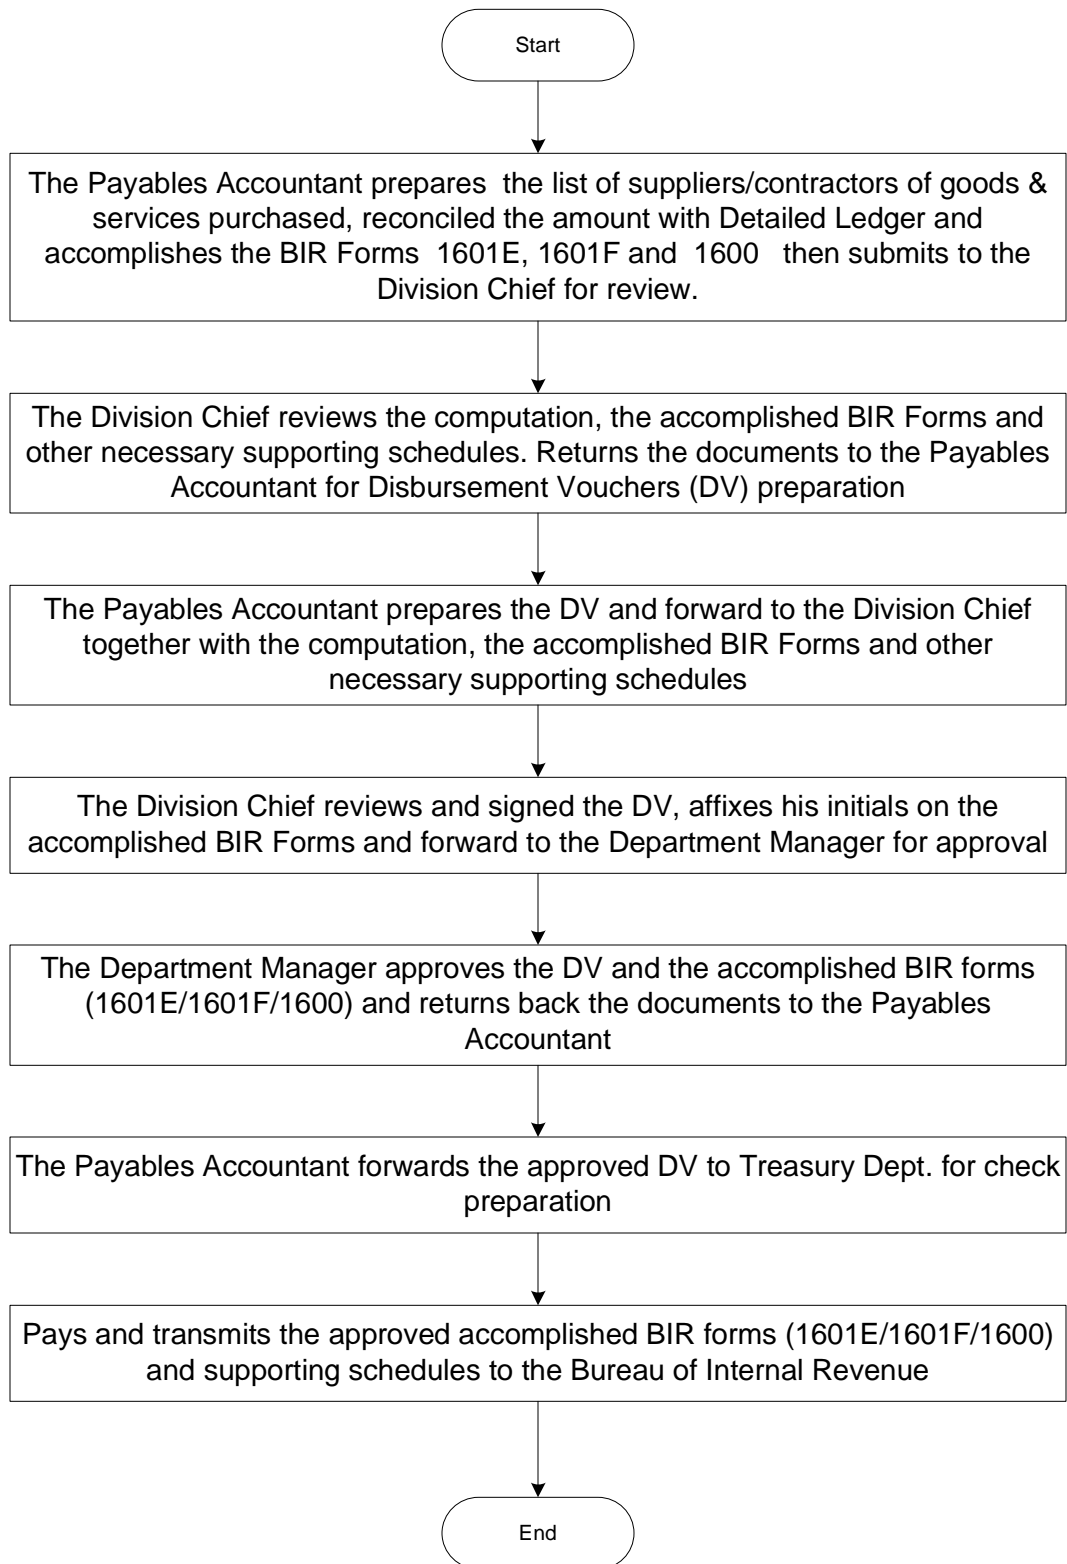 Start
The Payables Accountant prepares  the list of suppliers/contractors of goods &
services purchased, reconciled the amount with Detailed Ledger and
accomplishes the BIR Forms  1601E, 1601F and  1600   then submits to the
Division Chief for review.
The Division Chief reviews the computation, the accomplished BIR Forms and
other necessary supporting schedules. Returns the documents to the Payables
Accountant for Disbursement Vouchers (DV) preparation
The Payables Accountant prepares the DV and forward to the Division Chief
together with the computation, the accomplished BIR Forms and other
necessary supporting schedules
The Division Chief reviews and signed the DV, affixes his initials on the
accomplished BIR Forms and forward to the Department Manager for approval
The Department Manager approves the DV and the accomplished BIR forms
(1601E/1601F/1600) and returns back the documents to the Payables
Accountant
The Payables Accountant forwards the approved DV to Treasury Dept. for check
preparation
Pays and transmits the approved accomplished BIR forms (1601E/1601F/1600)
and supporting schedules to the Bureau of Internal Revenue
End